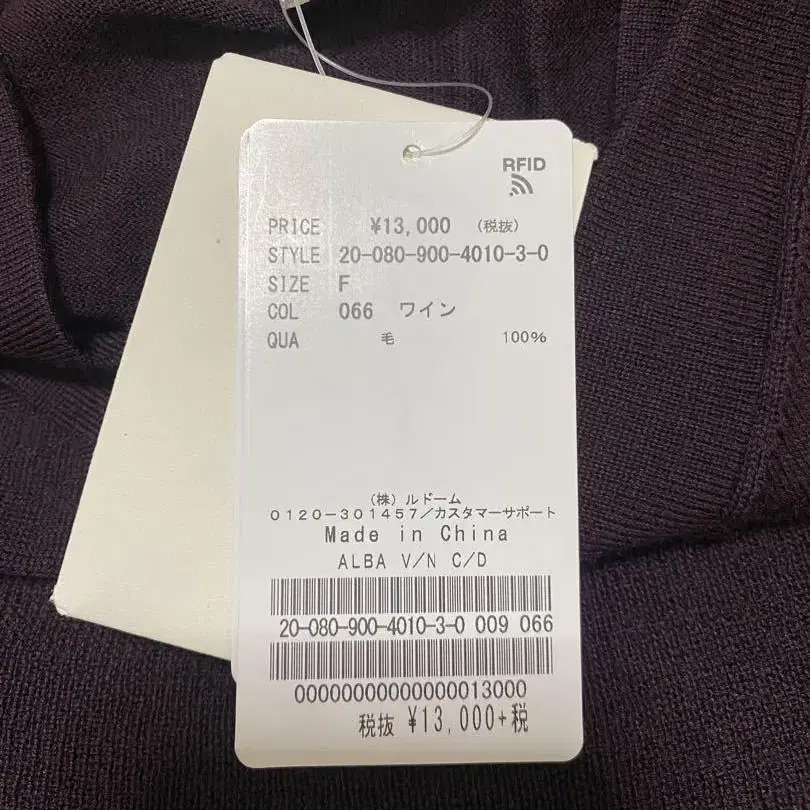 RFID
PRICE ¥13,000 (税抜)
STYLE 20-080-900-4010-3-0
SIZE F
COL 066 ワイン
QUA 毛 100%
(株)ルドーム
0120-301457/カスタマーサポート
Made in China
ALBA V/N C/D
20-080-900-4010-3-0 009 066
00000000000000013000
税抜 ¥13,000+税